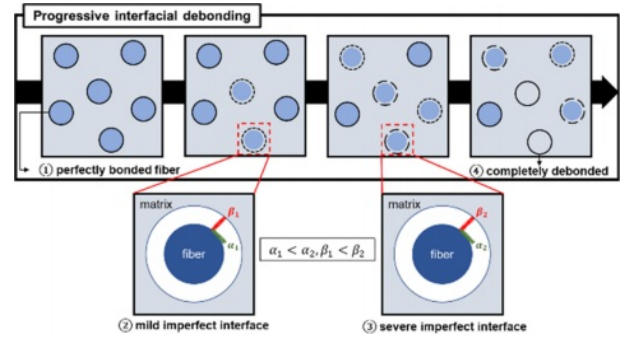 Progressive interfacial debonding
① perfectly bonded fiber
④ completely debonded
matrix
β₁
α₁
fiber
α₁ < α₂, β₁ < β₂
matrix
β₂
α₂
fiber
② mild imperfect interface
③ severe imperfect interface